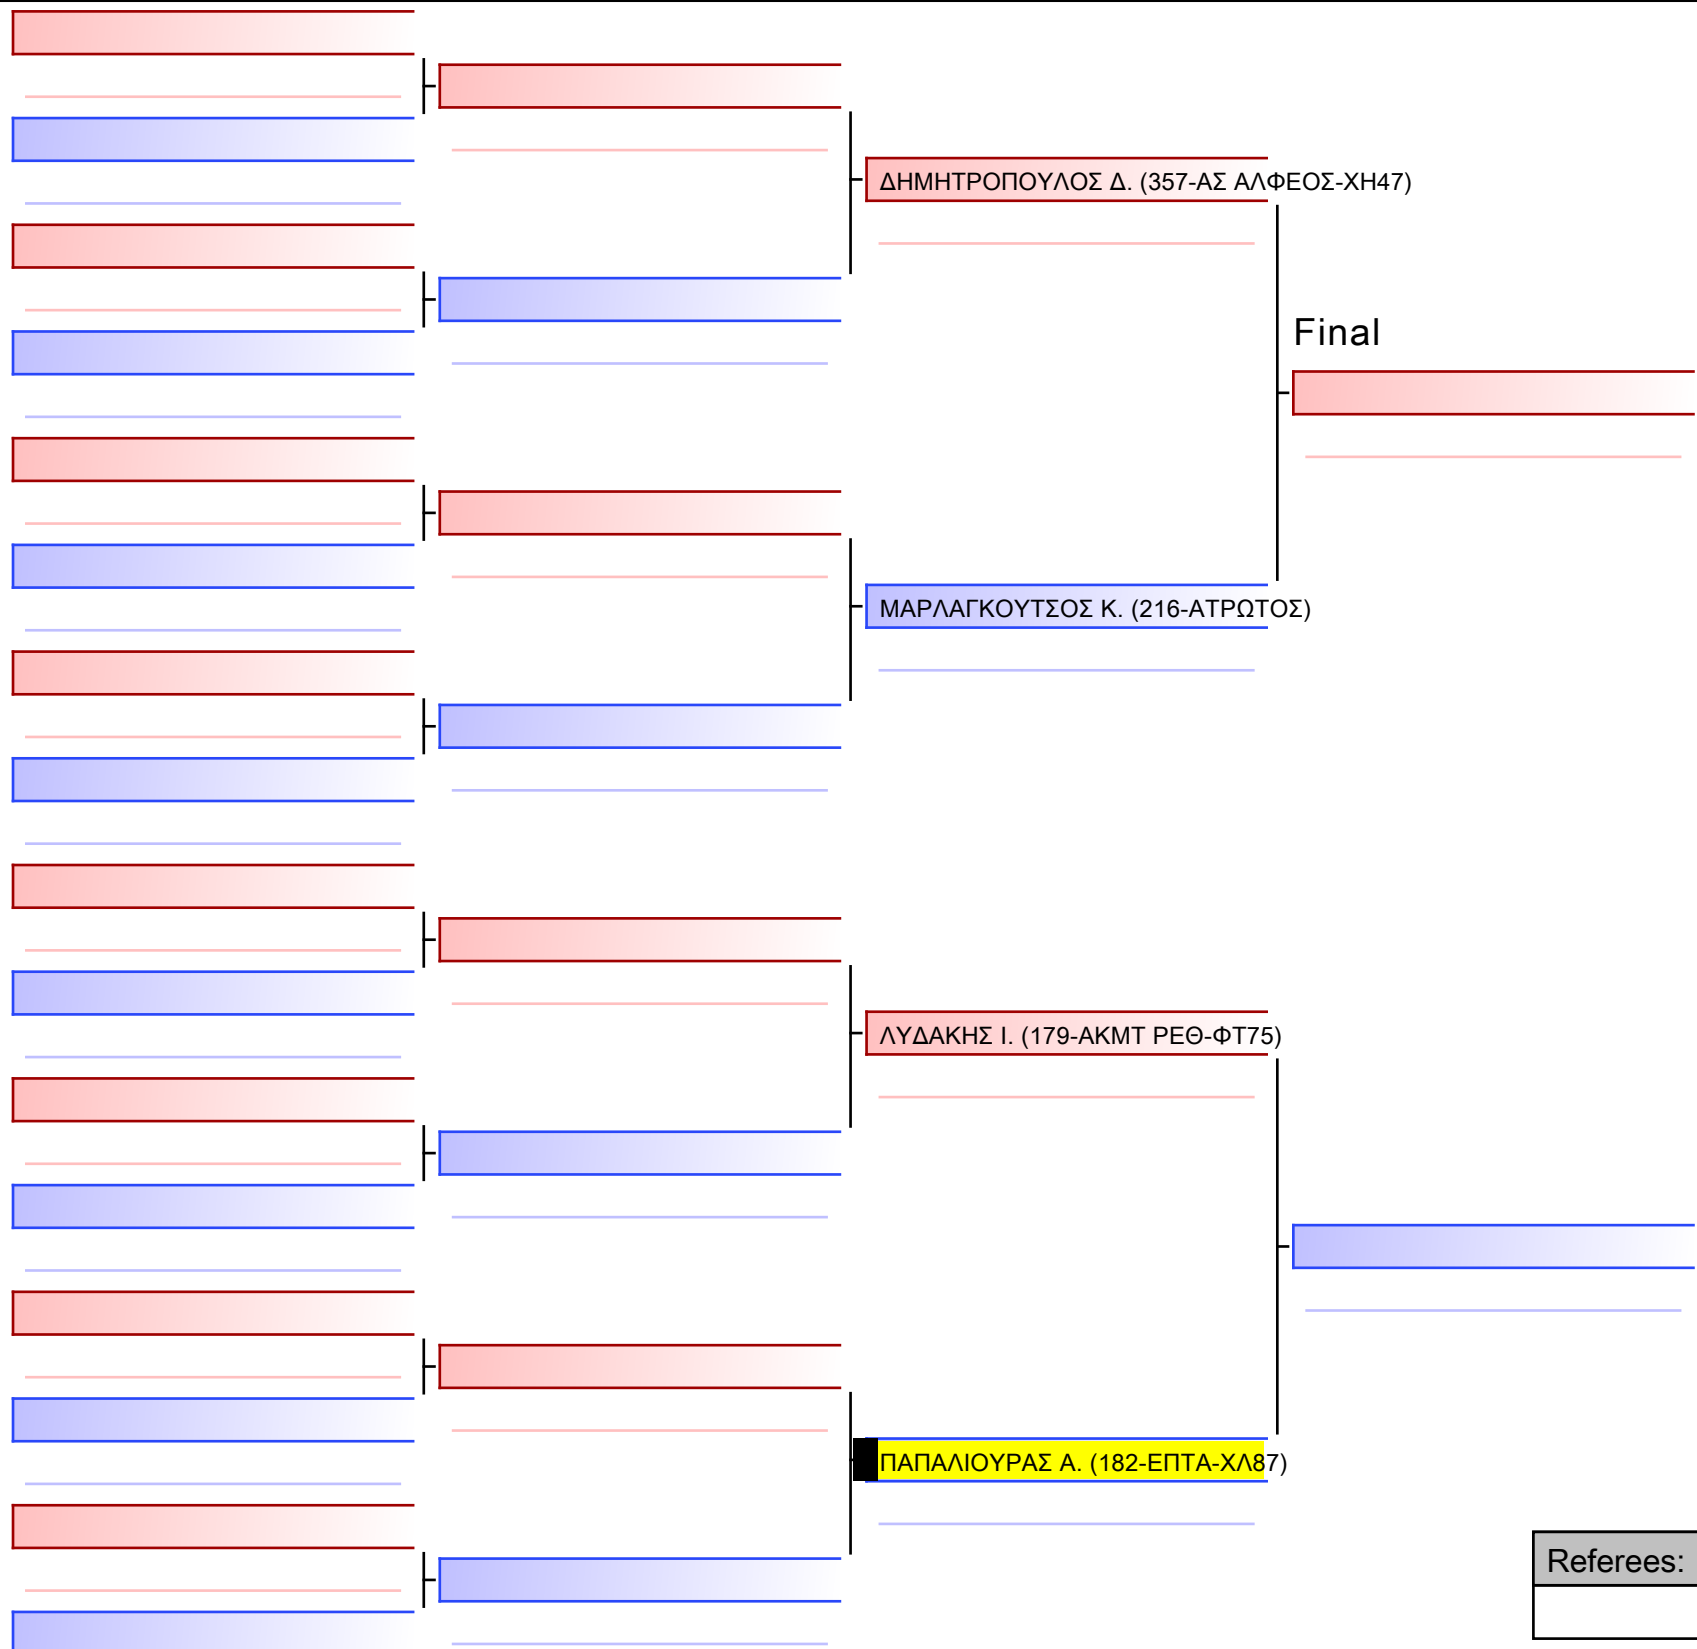 ΔΗΜΗΤΡΟΠΟΥΛΟΣ Δ. (357-ΑΣ ΑΛΦΕΟΣ-ΧΗ47)
Final
ΜΑΡΛΑΓΚΟΥΤΣΟΣ Κ. (216-ΑΤΡΩΤΟΣ)
ΛΥΔΑΚΗΣ Ι. (179-ΑΚΜΤ ΡΕΘ-ΦΤ75)
ΠΑΠΑΛΙΟΥΡΑΣ Α. (182-ΕΠΤΑ-ΧΛ87)
Referees: